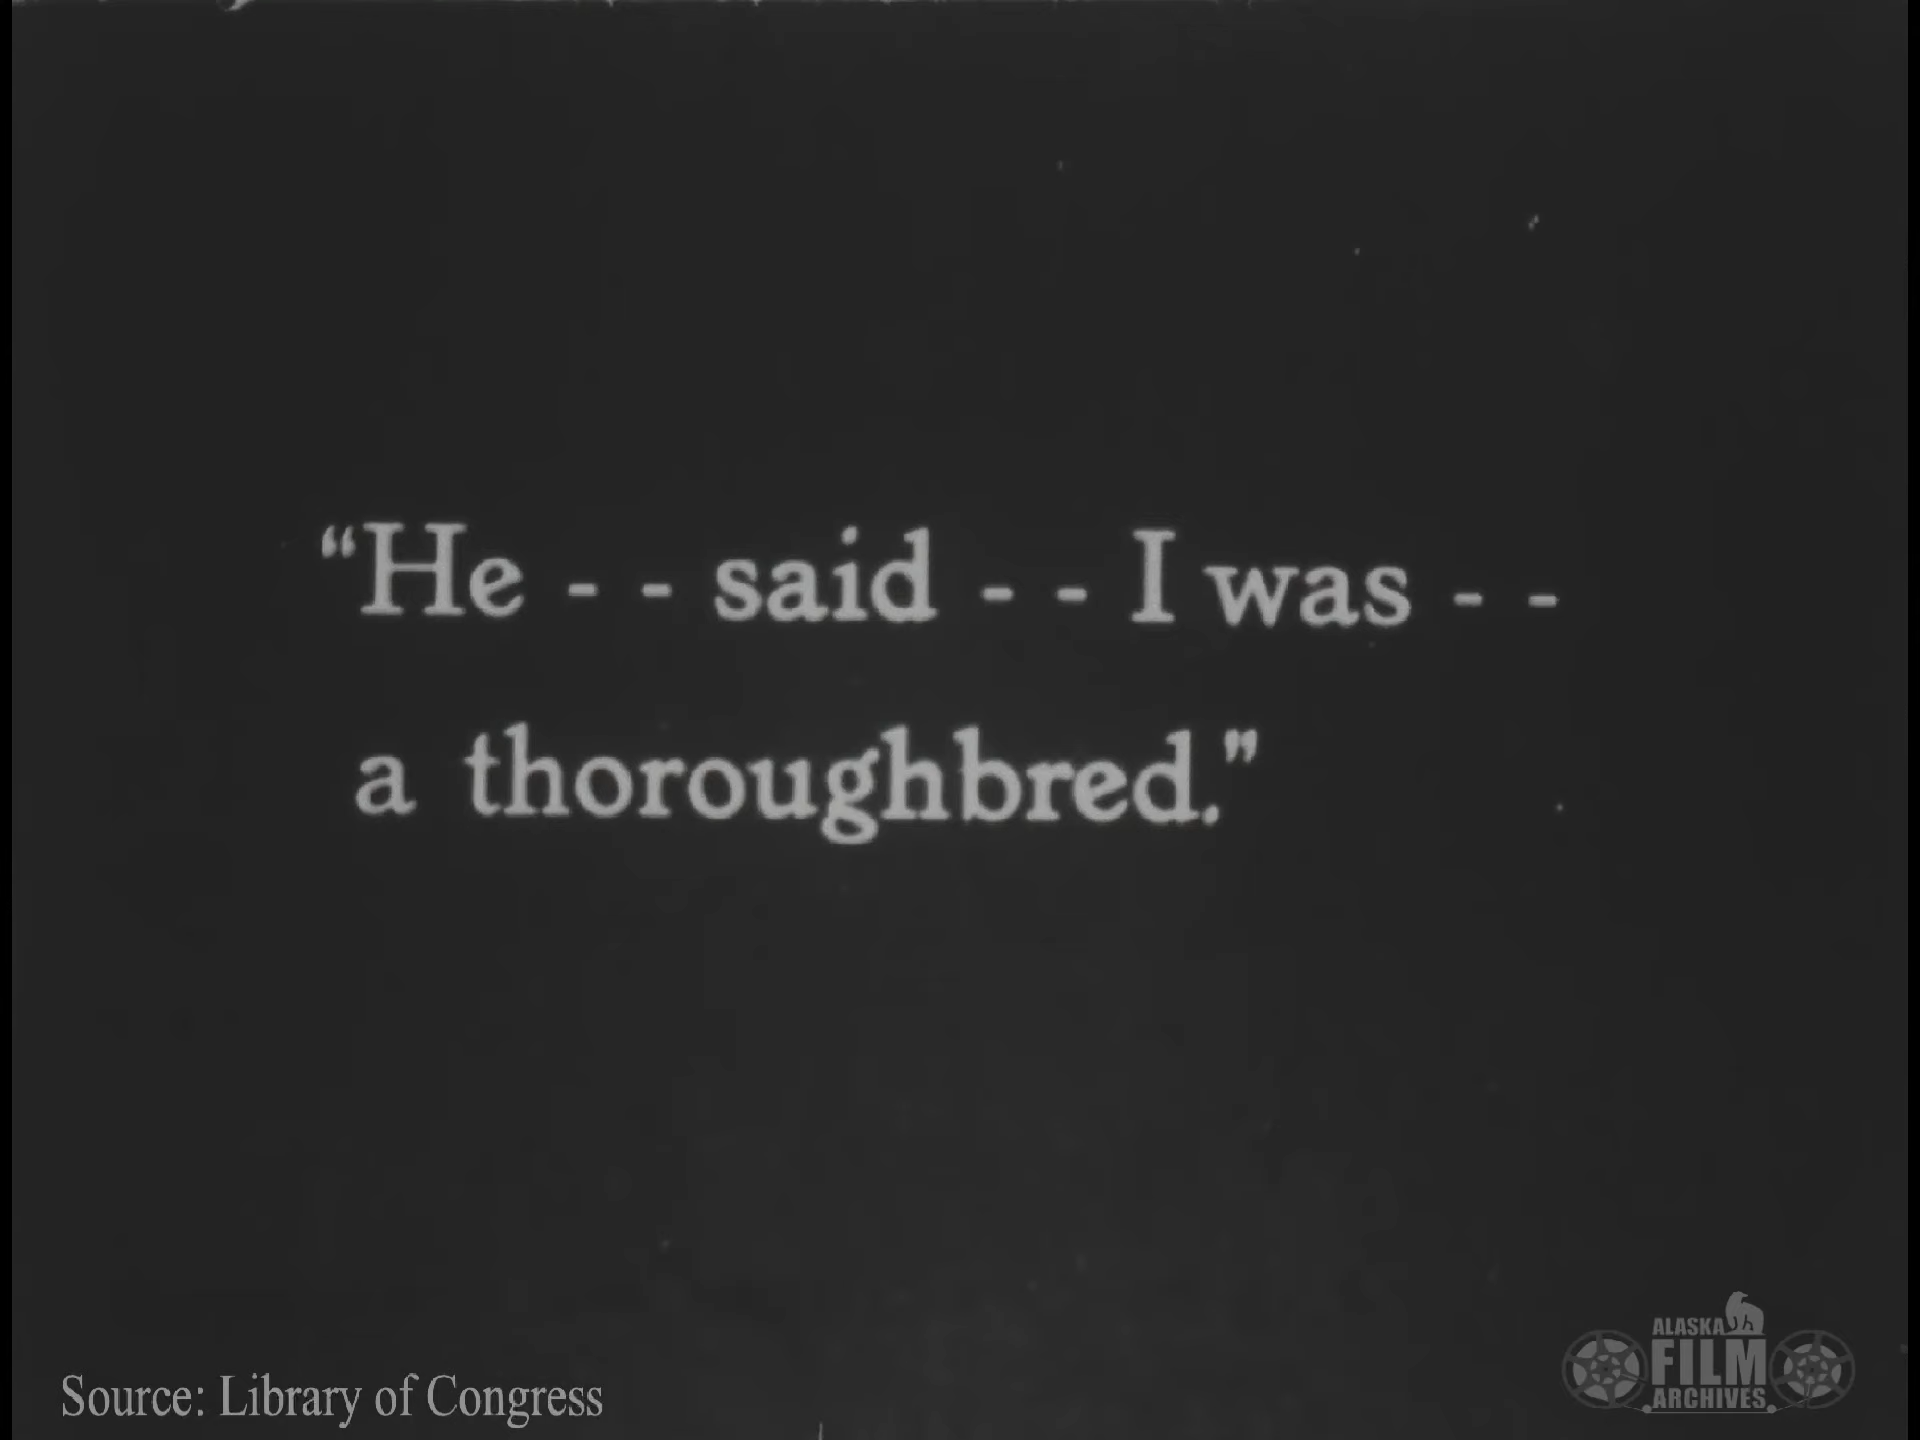 “He - - said - - I was - -
a thoroughbred.”
Source: Library of Congress
ALASKA
FILM
ARCHIVES